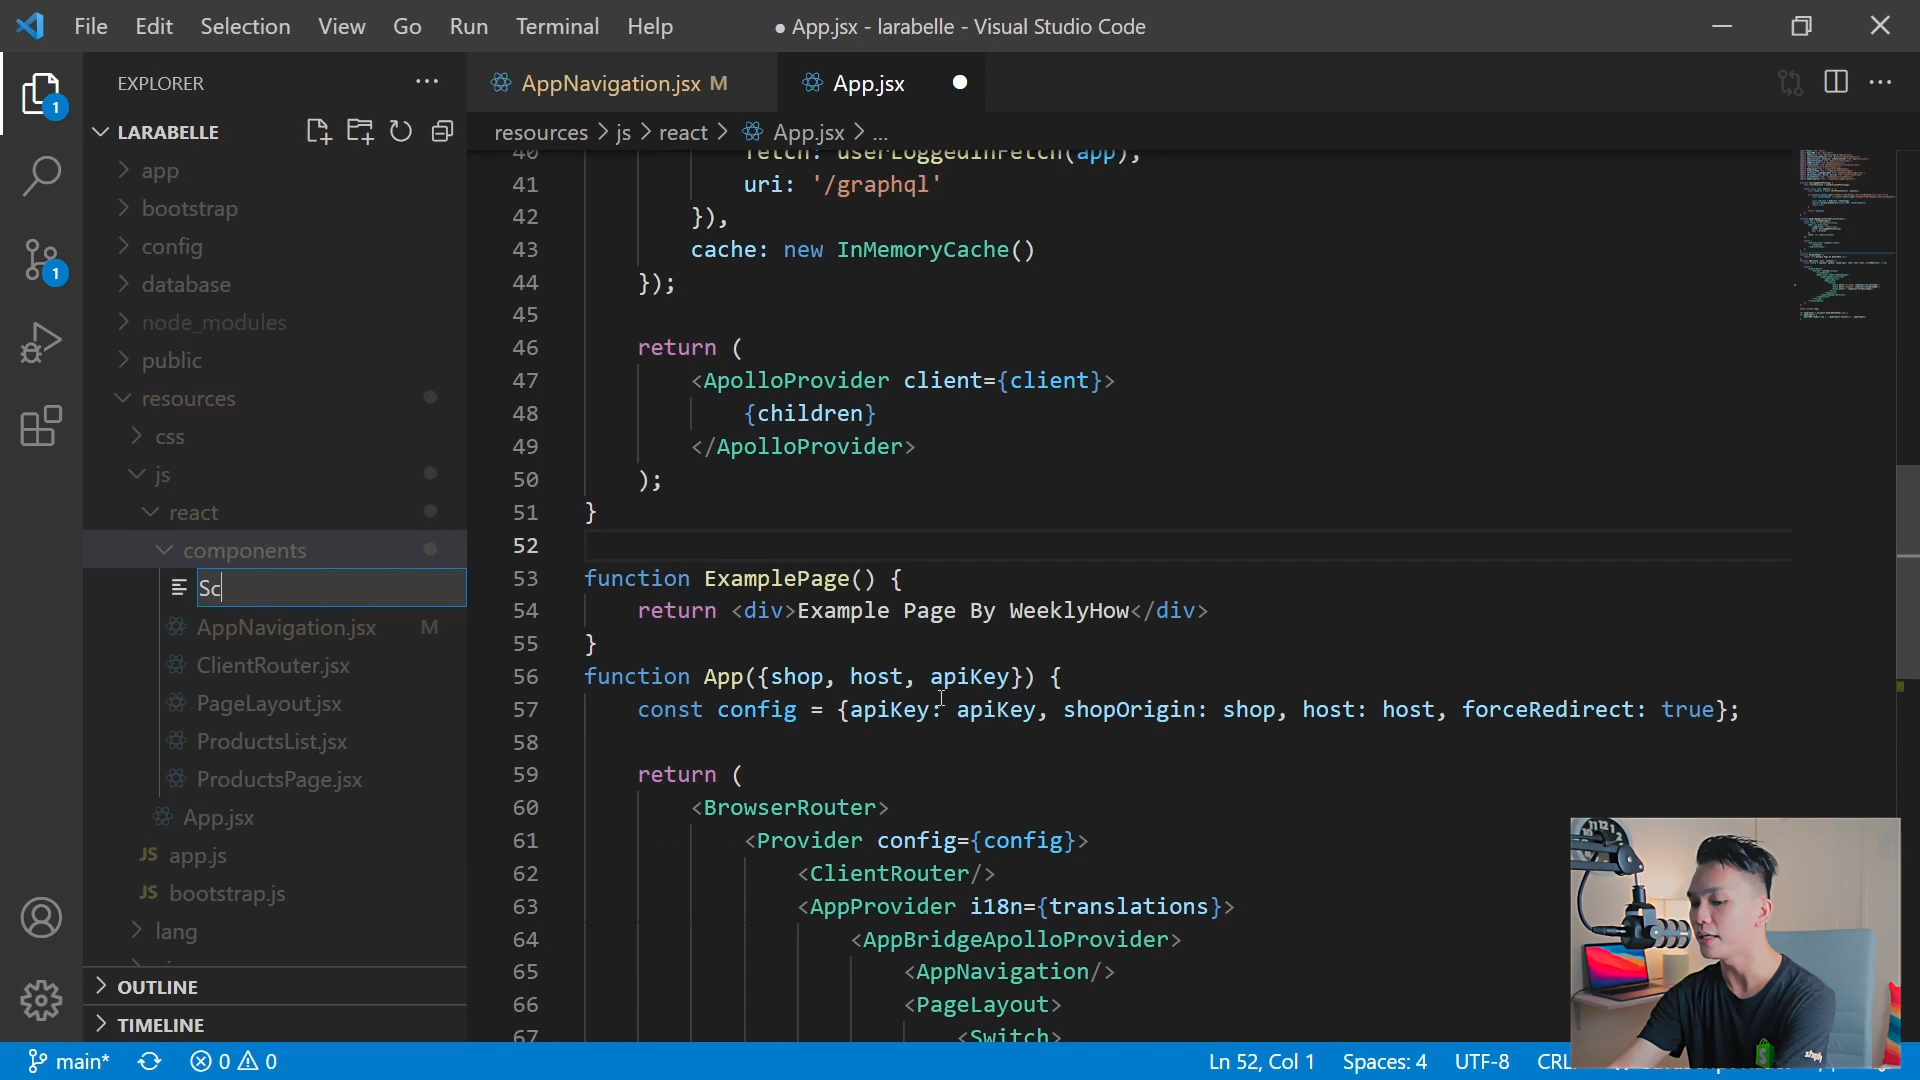 File Edit Selection View Go Run Terminal Help
● App.jsx - larabelle - Visual Studio Code
EXPLORER
AppNavigation.jsx M
App.jsx
LARABELLE
resources > js > react > App.jsx > ...
1
app
bootstrap
config
1
database
node_modules
public
resources
css
js
react
components
Sc
AppNavigation.jsx M
ClientRouter.jsx
PageLayout.jsx
ProductsList.jsx
ProductsPage.jsx
App.jsx
JS app.js
JS bootstrap.js
lang
OUTLINE
TIMELINE
40 fetch: userLoggedInFetch(app),
41 uri: '/graphql'
42 }),
43 cache: new InMemoryCache()
44 });
45
46 return (
47 <ApolloProvider client={client}>
48 {children}
49 </ApolloProvider>
50 );
51 }
52
53 function ExamplePage() {
54 return <div>Example Page By WeeklyHow</div>
55 }
56 function App({shop, host, apiKey}) {
57 const config = {apiKey: apiKey, shopOrigin: shop, host: host, forceRedirect: true};
58
59 return (
60 <BrowserRouter>
61 <Provider config={config}>
62 <ClientRouter/>
63 <AppProvider i18n={translations}>
64 <AppBridgeApolloProvider>
65 <AppNavigation/>
66 <PageLayout>
67 <Switch>
main* 0 0
Ln 52, Col 1 Spaces: 4 UTF-8